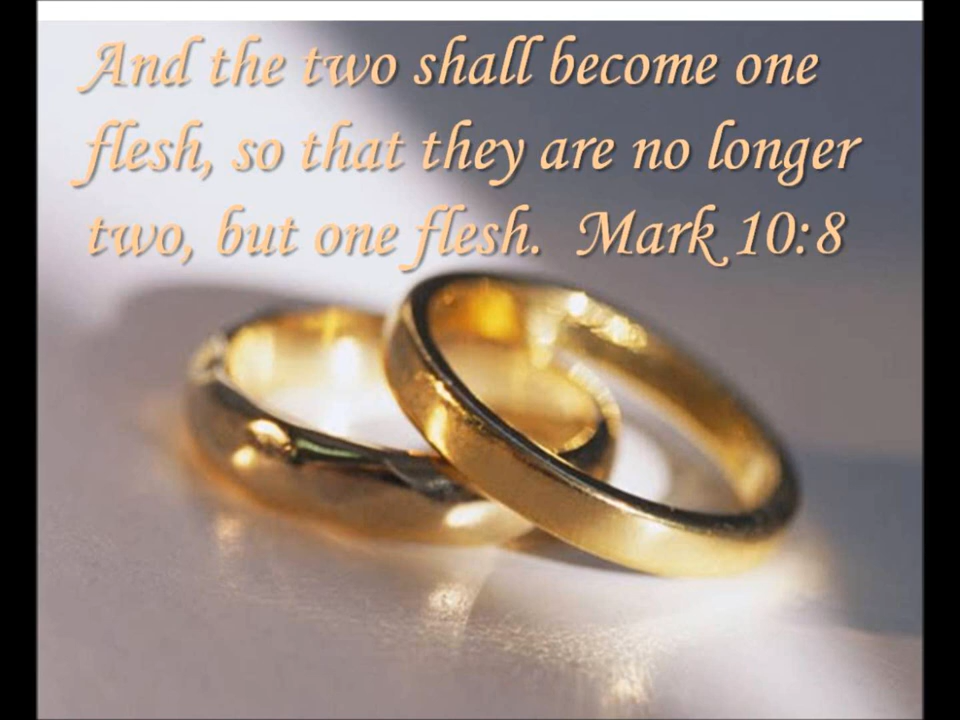 And the two shall become one
flesh, so that they are no longer
two, but one flesh.  Mark 10:8